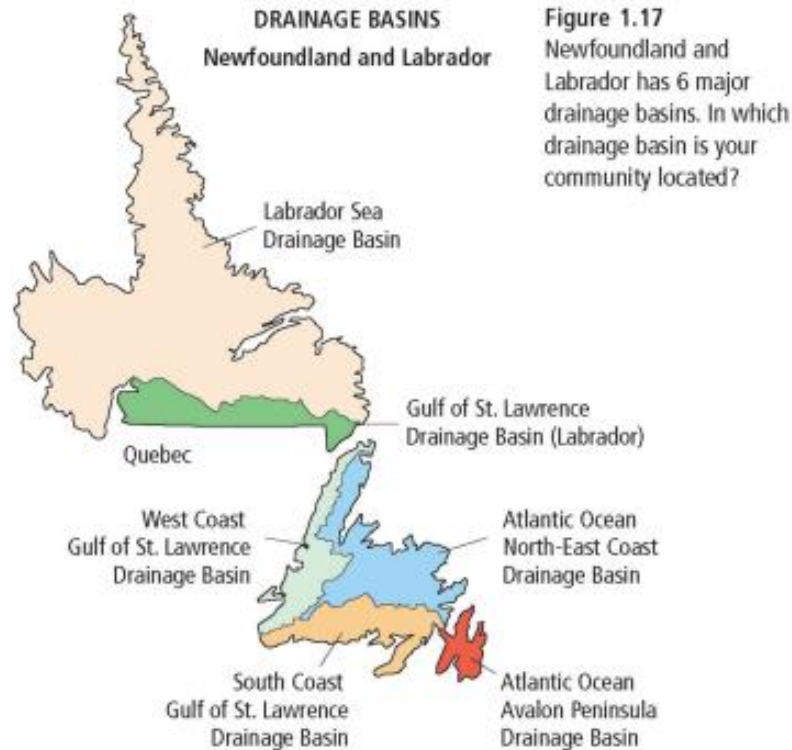 DRAINAGE BASINS
Newfoundland and Labrador
Figure 1.17
Newfoundland and
Labrador has 6 major
drainage basins. In which
drainage basin is your
community located?
Labrador Sea
Drainage Basin
Gulf of St. Lawrence
Drainage Basin (Labrador)
Quebec
West Coast
Gulf of St. Lawrence
Drainage Basin
Atlantic Ocean
North-East Coast
Drainage Basin
South Coast
Gulf of St. Lawrence
Drainage Basin
Atlantic Ocean
Avalon Peninsula
Drainage Basin